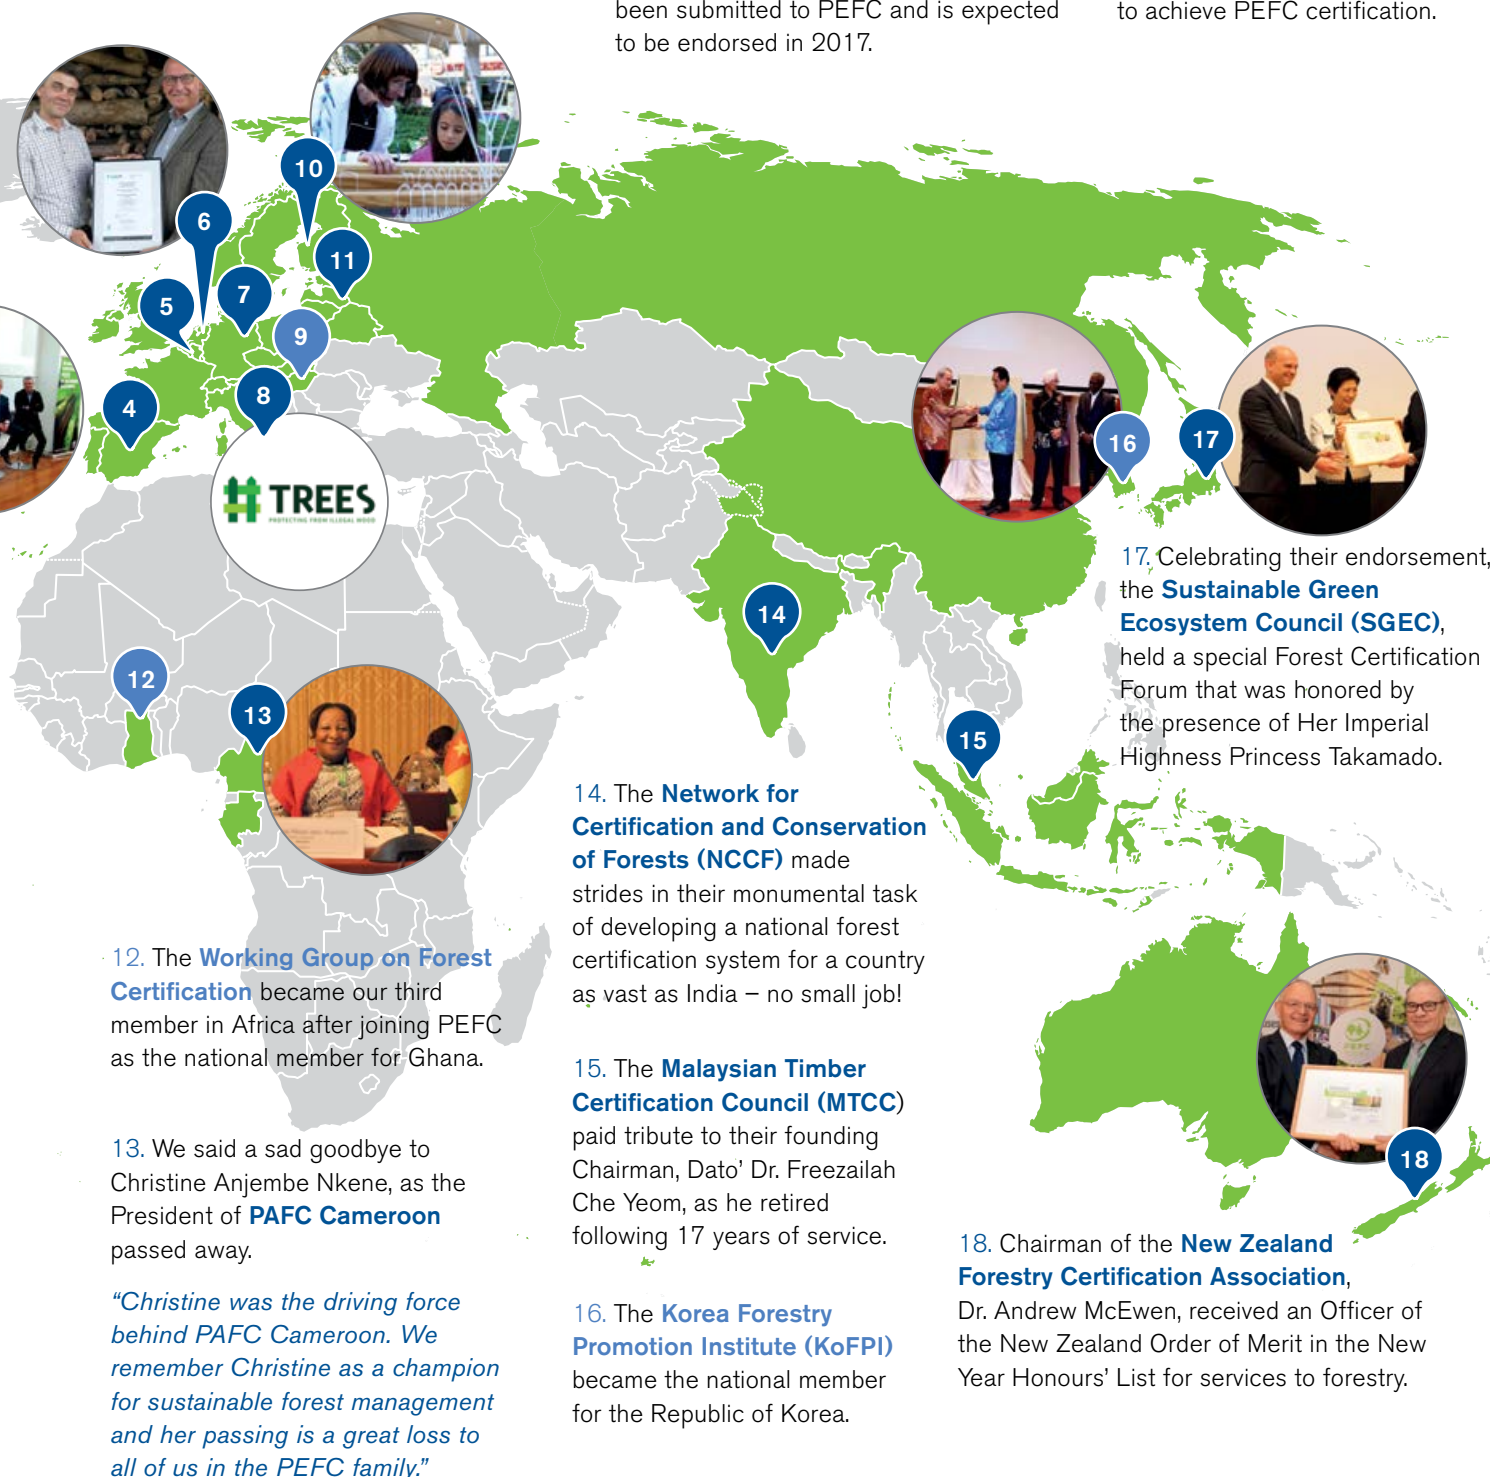 been submitted to PEFC and is expected
to be endorsed in 2017.
to achieve PEFC certification.
10
6
11
5
7
9
4
8
16
17
TREES
PROTECTING FROM ILLEGAL WOOD
14
12
13
15
18
PEFC
12. The Working Group on Forest
Certification became our third
member in Africa after joining PEFC
as the national member for Ghana.
13. We said a sad goodbye to
Christine Anjembe Nkene, as the
President of PAFC Cameroon
passed away.
“Christine was the driving force
behind PAFC Cameroon. We
remember Christine as a champion
for sustainable forest management
and her passing is a great loss to
all of us in the PEFC family.”
14. The Network for
Certification and Conservation
of Forests (NCCF) made
strides in their monumental task
of developing a national forest
certification system for a country
as vast as India – no small job!
15. The Malaysian Timber
Certification Council (MTCC)
paid tribute to their founding
Chairman, Dato’ Dr. Freezailah
Che Yeom, as he retired
following 17 years of service.
16. The Korea Forestry
Promotion Institute (KoFPI)
became the national member
for the Republic of Korea.
17. Celebrating their endorsement,
the Sustainable Green
Ecosystem Council (SGEC),
held a special Forest Certification
Forum that was honored by
the presence of Her Imperial
Highness Princess Takamado.
18. Chairman of the New Zealand
Forestry Certification Association,
Dr. Andrew McEwen, received an Officer of
the New Zealand Order of Merit in the New
Year Honours’ List for services to forestry.